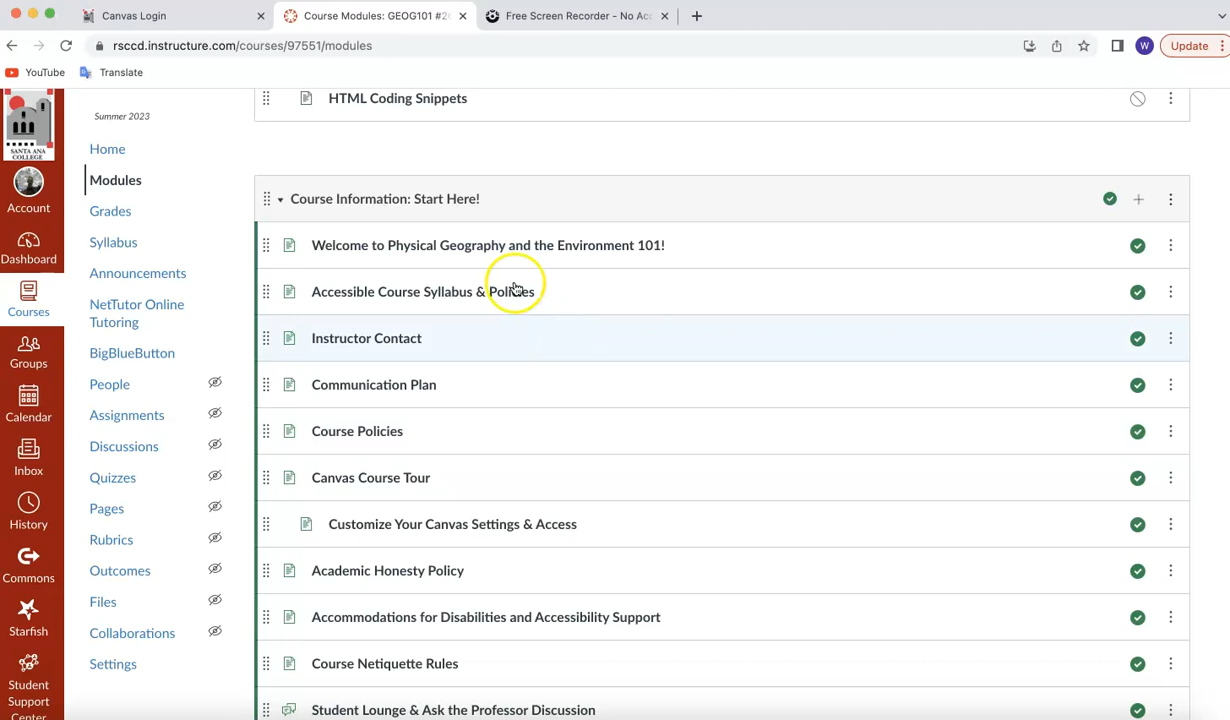 Canvas Login
Course Modules: GEOG101 #2
Free Screen Recorder - No Ac
rsccd.instructure.com/courses/97551/modules
W
Update
YouTube
Translate
SANTA ANA
COLLEGE
Account
Dashboard
Courses
Groups
Calendar
Inbox
History
Commons
Starfish
Student
Support
Center
Summer 2023
Home
Modules
Grades
Syllabus
Announcements
NetTutor Online
Tutoring
BigBlueButton
People
Assignments
Discussions
Quizzes
Pages
Rubrics
Outcomes
Files
Collaborations
Settings
HTML Coding Snippets
Course Information: Start Here!
Welcome to Physical Geography and the Environment 101!
Accessible Course Syllabus & Policies
Instructor Contact
Communication Plan
Course Policies
Canvas Course Tour
Customize Your Canvas Settings & Access
Academic Honesty Policy
Accommodations for Disabilities and Accessibility Support
Course Netiquette Rules
Student Lounge & Ask the Professor Discussion